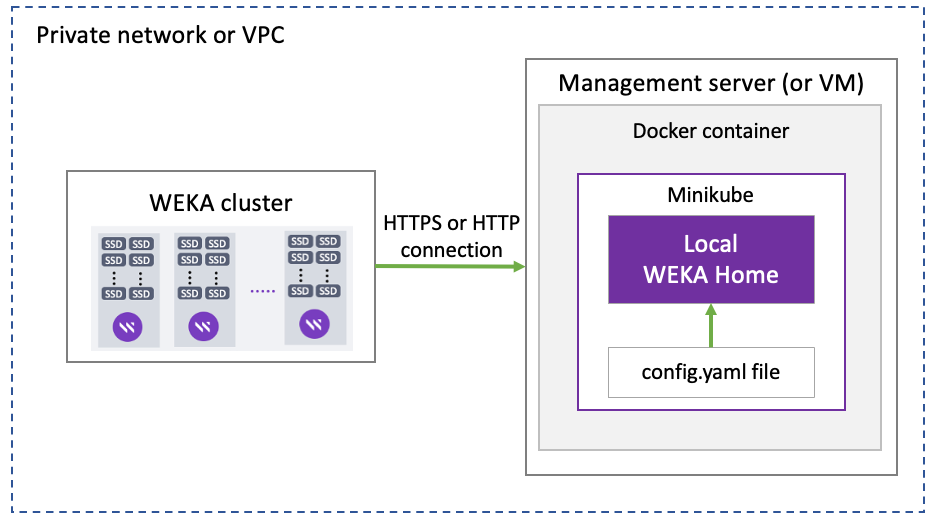 Private network or VPC
Management server (or VM)
Docker container
Minikube
Local
WEKA Home
config.yaml file
HTTPS or HTTP
connection
WEKA cluster
SSD SSD SSD SSD SSD SSD
SSD SSD SSD SSD SSD SSD
SSD SSD SSD SSD SSD SSD